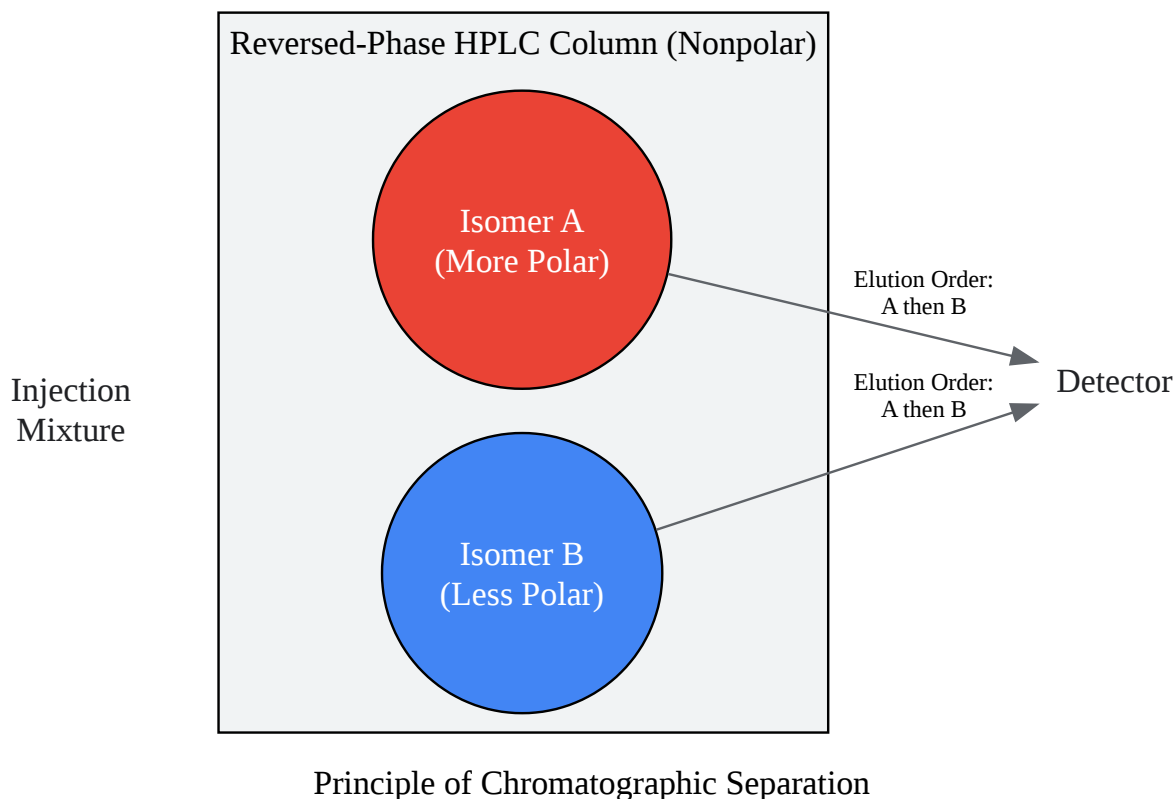 Reversed-Phase HPLC Column (Nonpolar)
Isomer A
(More Polar)
Elution Order:
A then B
Injection
Mixture
Detector
Elution Order:
A then B
Isomer B
(Less Polar)
Principle of Chromatographic Separation